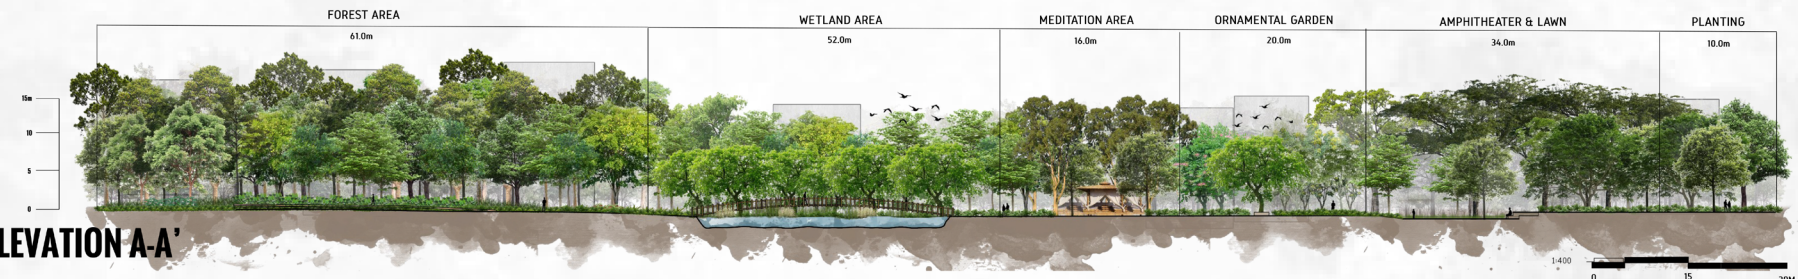 FOREST AREA
WETLAND AREA
MEDITATION AREA
ORNAMENTAL GARDEN
AMPHITHEATER & LAWN
PLANTING
61.0m
52.0m
16.0m
20.0m
34.0m
10.0m
15m
10
5
0
LEVATION A-A'
1:400
0
15
30M